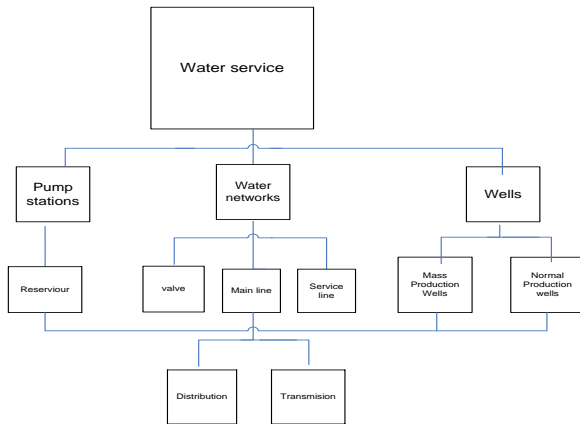 Water service
Pump
stations
Water
networks
Wells
Reserviour
valve
Main line
Service
line
Mass
Production
Wells
Normal
Production
wells
Distribution
Transmision